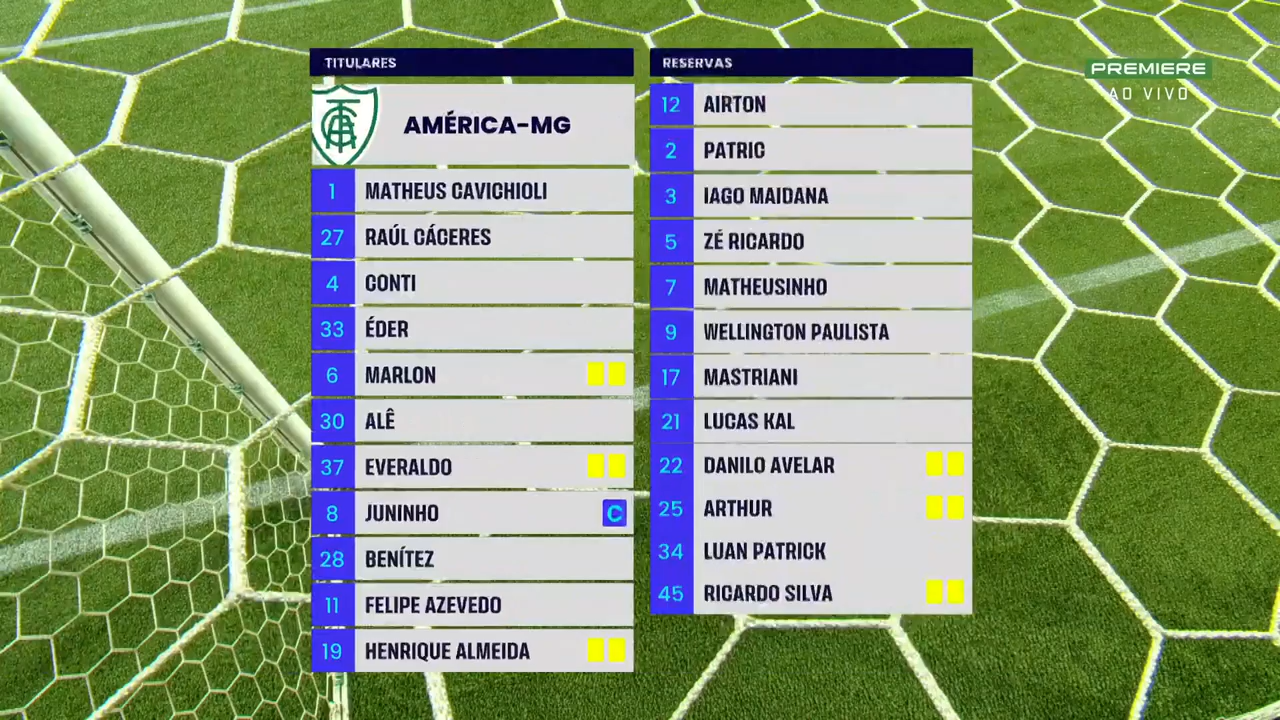 TITULARES
AMÉRICA-MG
1 MATHEUS CAVICHIOLI
27 RAÚL CÁCERES
4 CONTI
33 ÉDER
6 MARLON
30 ALÊ
37 EVERALDO
8 JUNINHO C
28 BENÍTEZ
11 FELIPE AZEVEDO
19 HENRIQUE ALMEIDA
RESERVAS
12 AIRTON
2 PATRIC
3 IAGO MAIDANA
5 ZÉ RICARDO
7 MATHEUSINHO
9 WELLINGTON PAULISTA
17 MASTRIANI
21 LUCAS KAL
22 DANILO AVELAR
25 ARTHUR
34 LUAN PATRICK
45 RICARDO SILVA
PREMIERE
AO VIVO